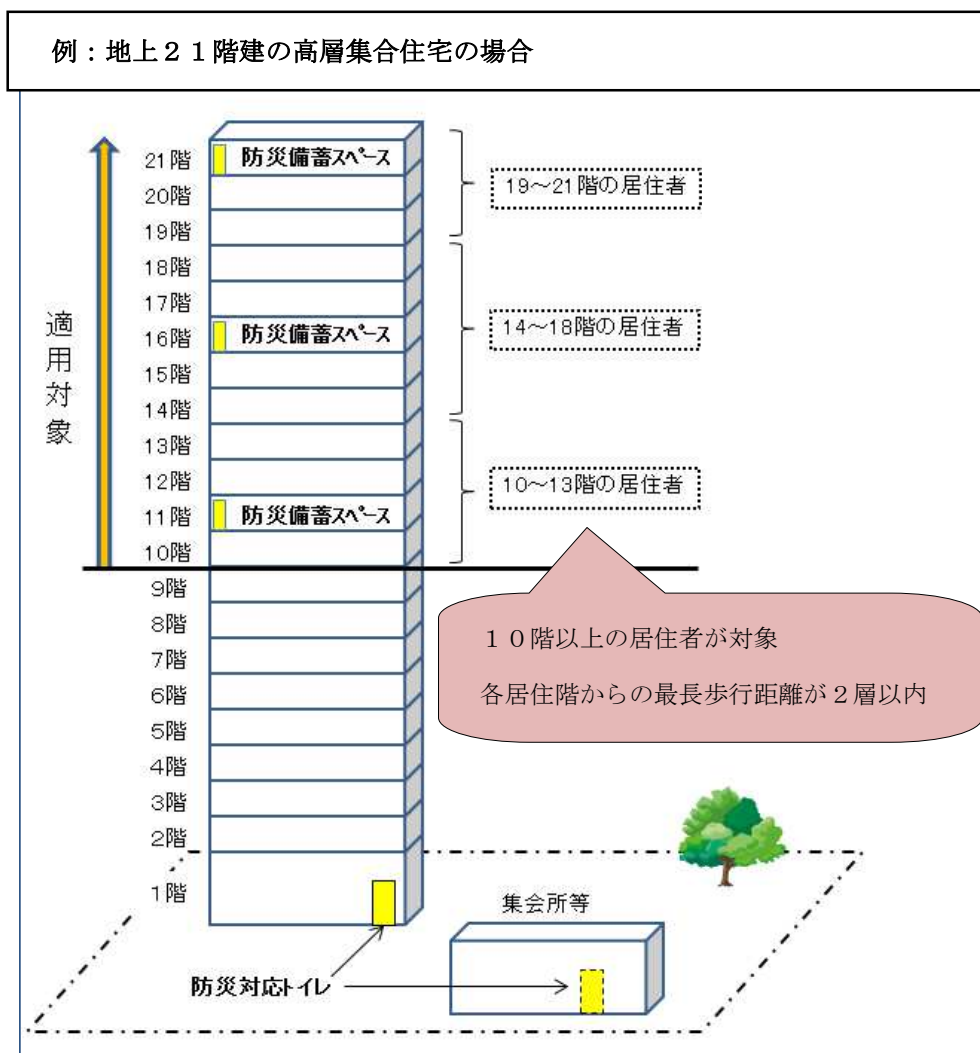 例：地上２１階建の高層集合住宅の場合
適用対象
21階
防災備蓄スペース
19～21階の居住者
20階
19階
18階
17階
16階
防災備蓄スペース
14～18階の居住者
15階
14階
13階
12階
10～13階の居住者
11階
防災備蓄スペース
10階
9階
8階
7階
6階
5階
4階
3階
2階
1階
１０階以上の居住者が対象
各居住階からの最長歩行距離が２層以内
集会所等
防災対応トイレ